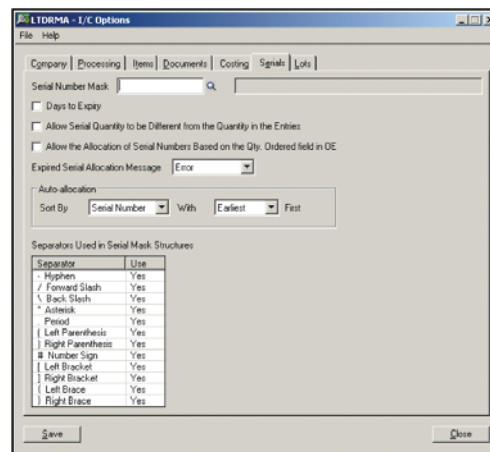 LTDRMA - I/C Options
File Help
Company Processing Items Documents Costing Serials Lots
Serial Number Mask
Days to Expiry
Allow Serial Quantity to be Different from the Quantity in the Entries
Allow the Allocation of Serial Numbers Based on the Qty. Ordered field in OE
Expired Serial Allocation Message Error
Auto-allocation
Sort By Serial Number With Earliest First
Separators Used in Serial Mask Structures
Separator Use
- Hyphen Yes
/ Forward Slash Yes
\ Back Slash Yes
* Asterisk Yes
. Period Yes
( Left Parenthesis Yes
) Right Parenthesis Yes
# Number Sign Yes
[ Left Bracket Yes
] Right Bracket Yes
{ Left Brace Yes
} Right Brace Yes
Save Close